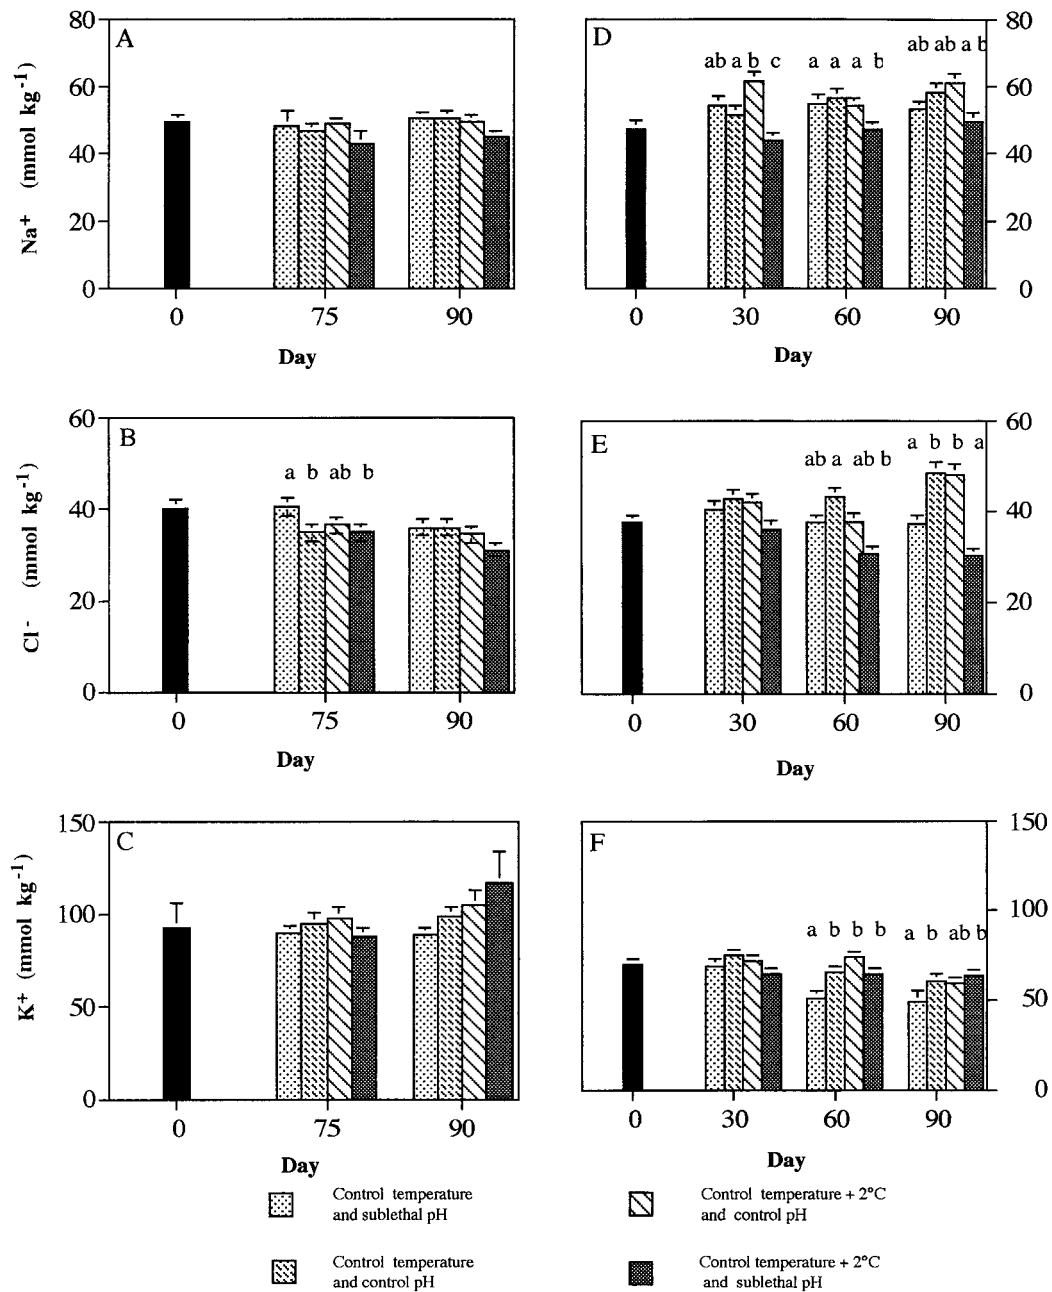 A
80
60
40
20
0
Na⁺ (mmol kg⁻¹)
0 75 90
Day
D
80
60
40
20
0
ab a b c a a a b ab ab a b
0 30 60 90
Day
B
60
40
20
0
Cl⁻ (mmol kg⁻¹)
a b ab b
0 75 90
Day
E
60
40
20
0
ab a ab b a b b a
0 30 60 90
Day
C
150
100
50
0
K⁺ (mmol kg⁻¹)
0 75 90
Day
F
150
100
50
0
a b b b a b ab b
0 30 60 90
Day
Control temperature
and sublethal pH
Control temperature + 2°C
and control pH
Control temperature
and control pH
Control temperature + 2°C
and sublethal pH